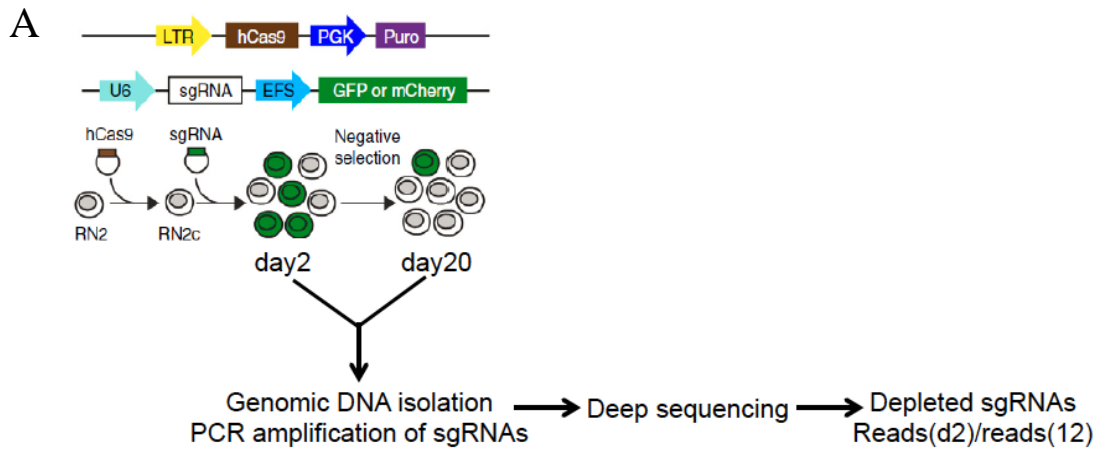 A
LTR hCas9 PGK Puro
U6 sgRNA EFS GFP or mCherry
hCas9 sgRNA Negative
selection
RN2 RN2c
day2 day20
Genomic DNA isolation
PCR amplification of sgRNAs
Deep sequencing
Depleted sgRNAs
Reads(d2)/reads(12)